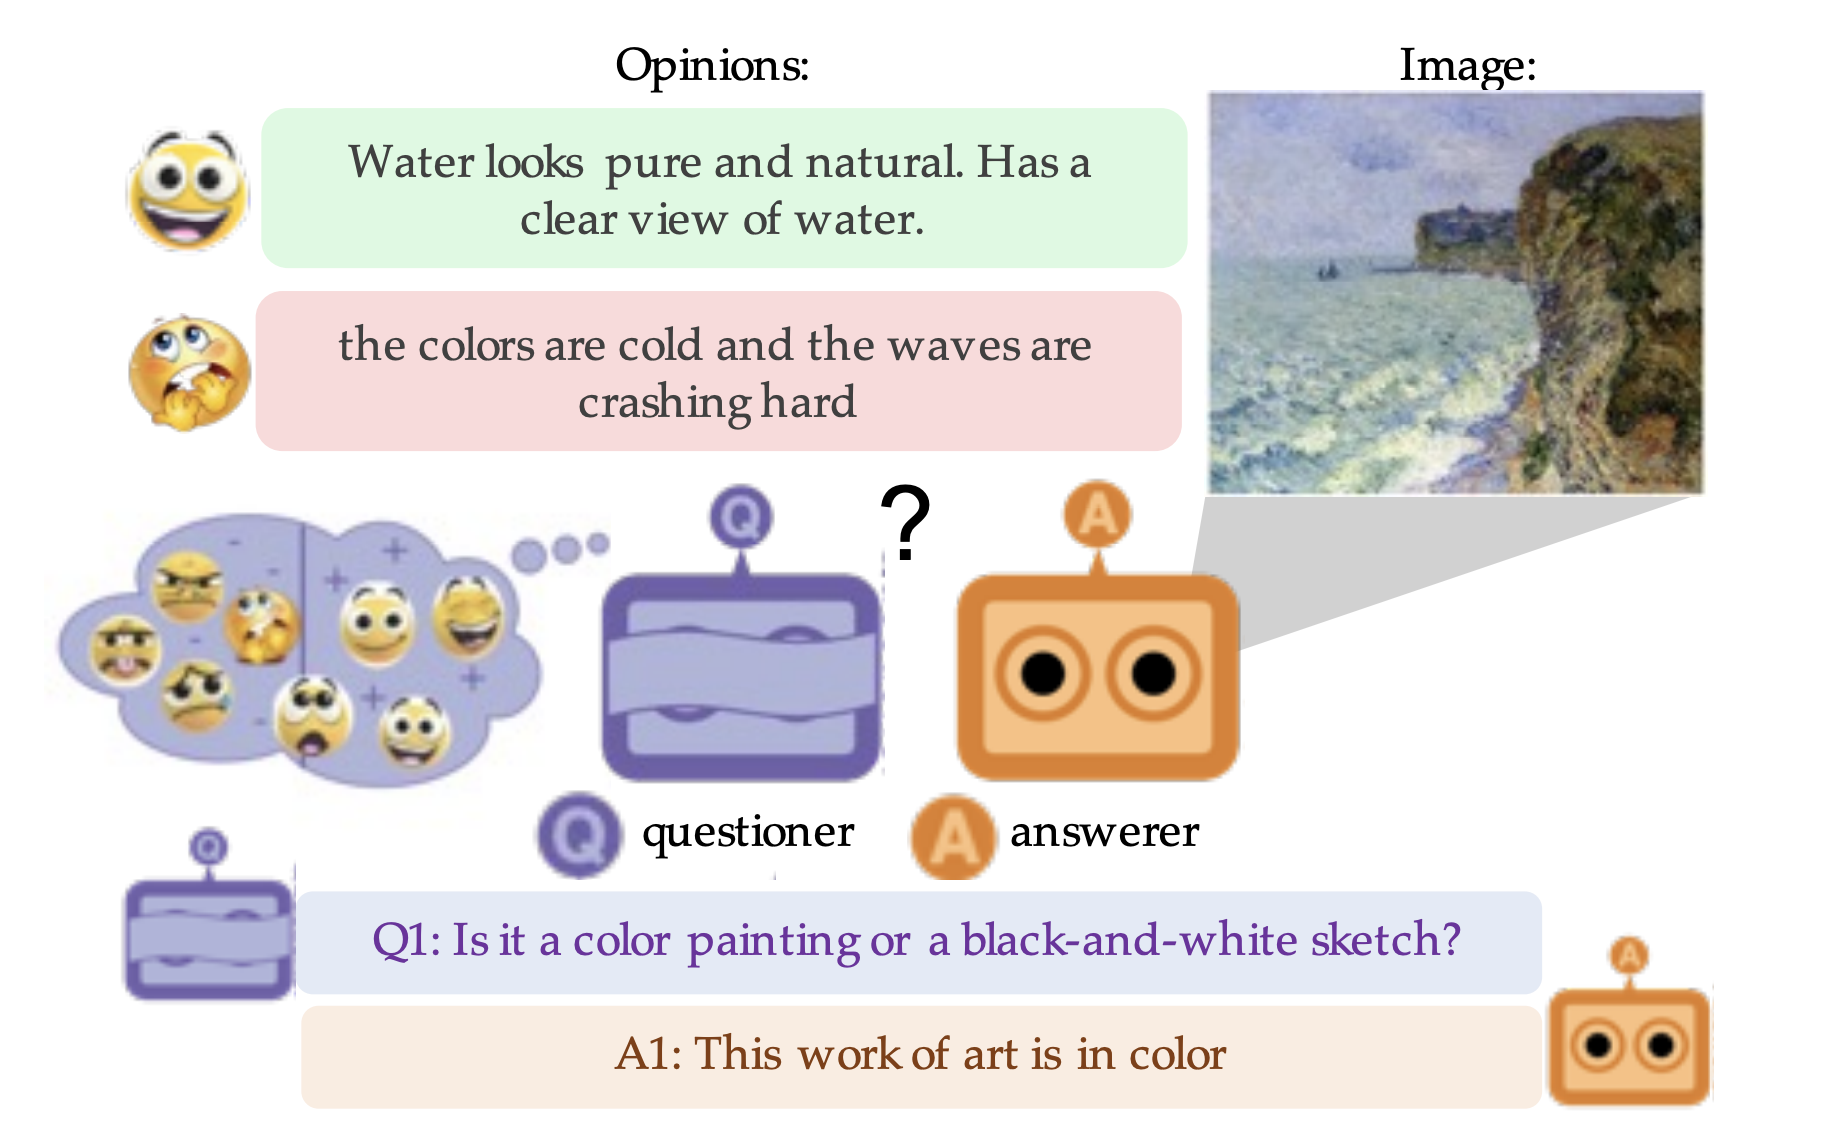 Opinions:
Image:
Water looks pure and natural. Has a
clear view of water.
the colors are cold and the waves are
crashing hard
Q
?
A
Q questioner
A answerer
Q
Q1: Is it a color painting or a black-and-white sketch?
A
A1: This work of art is in color